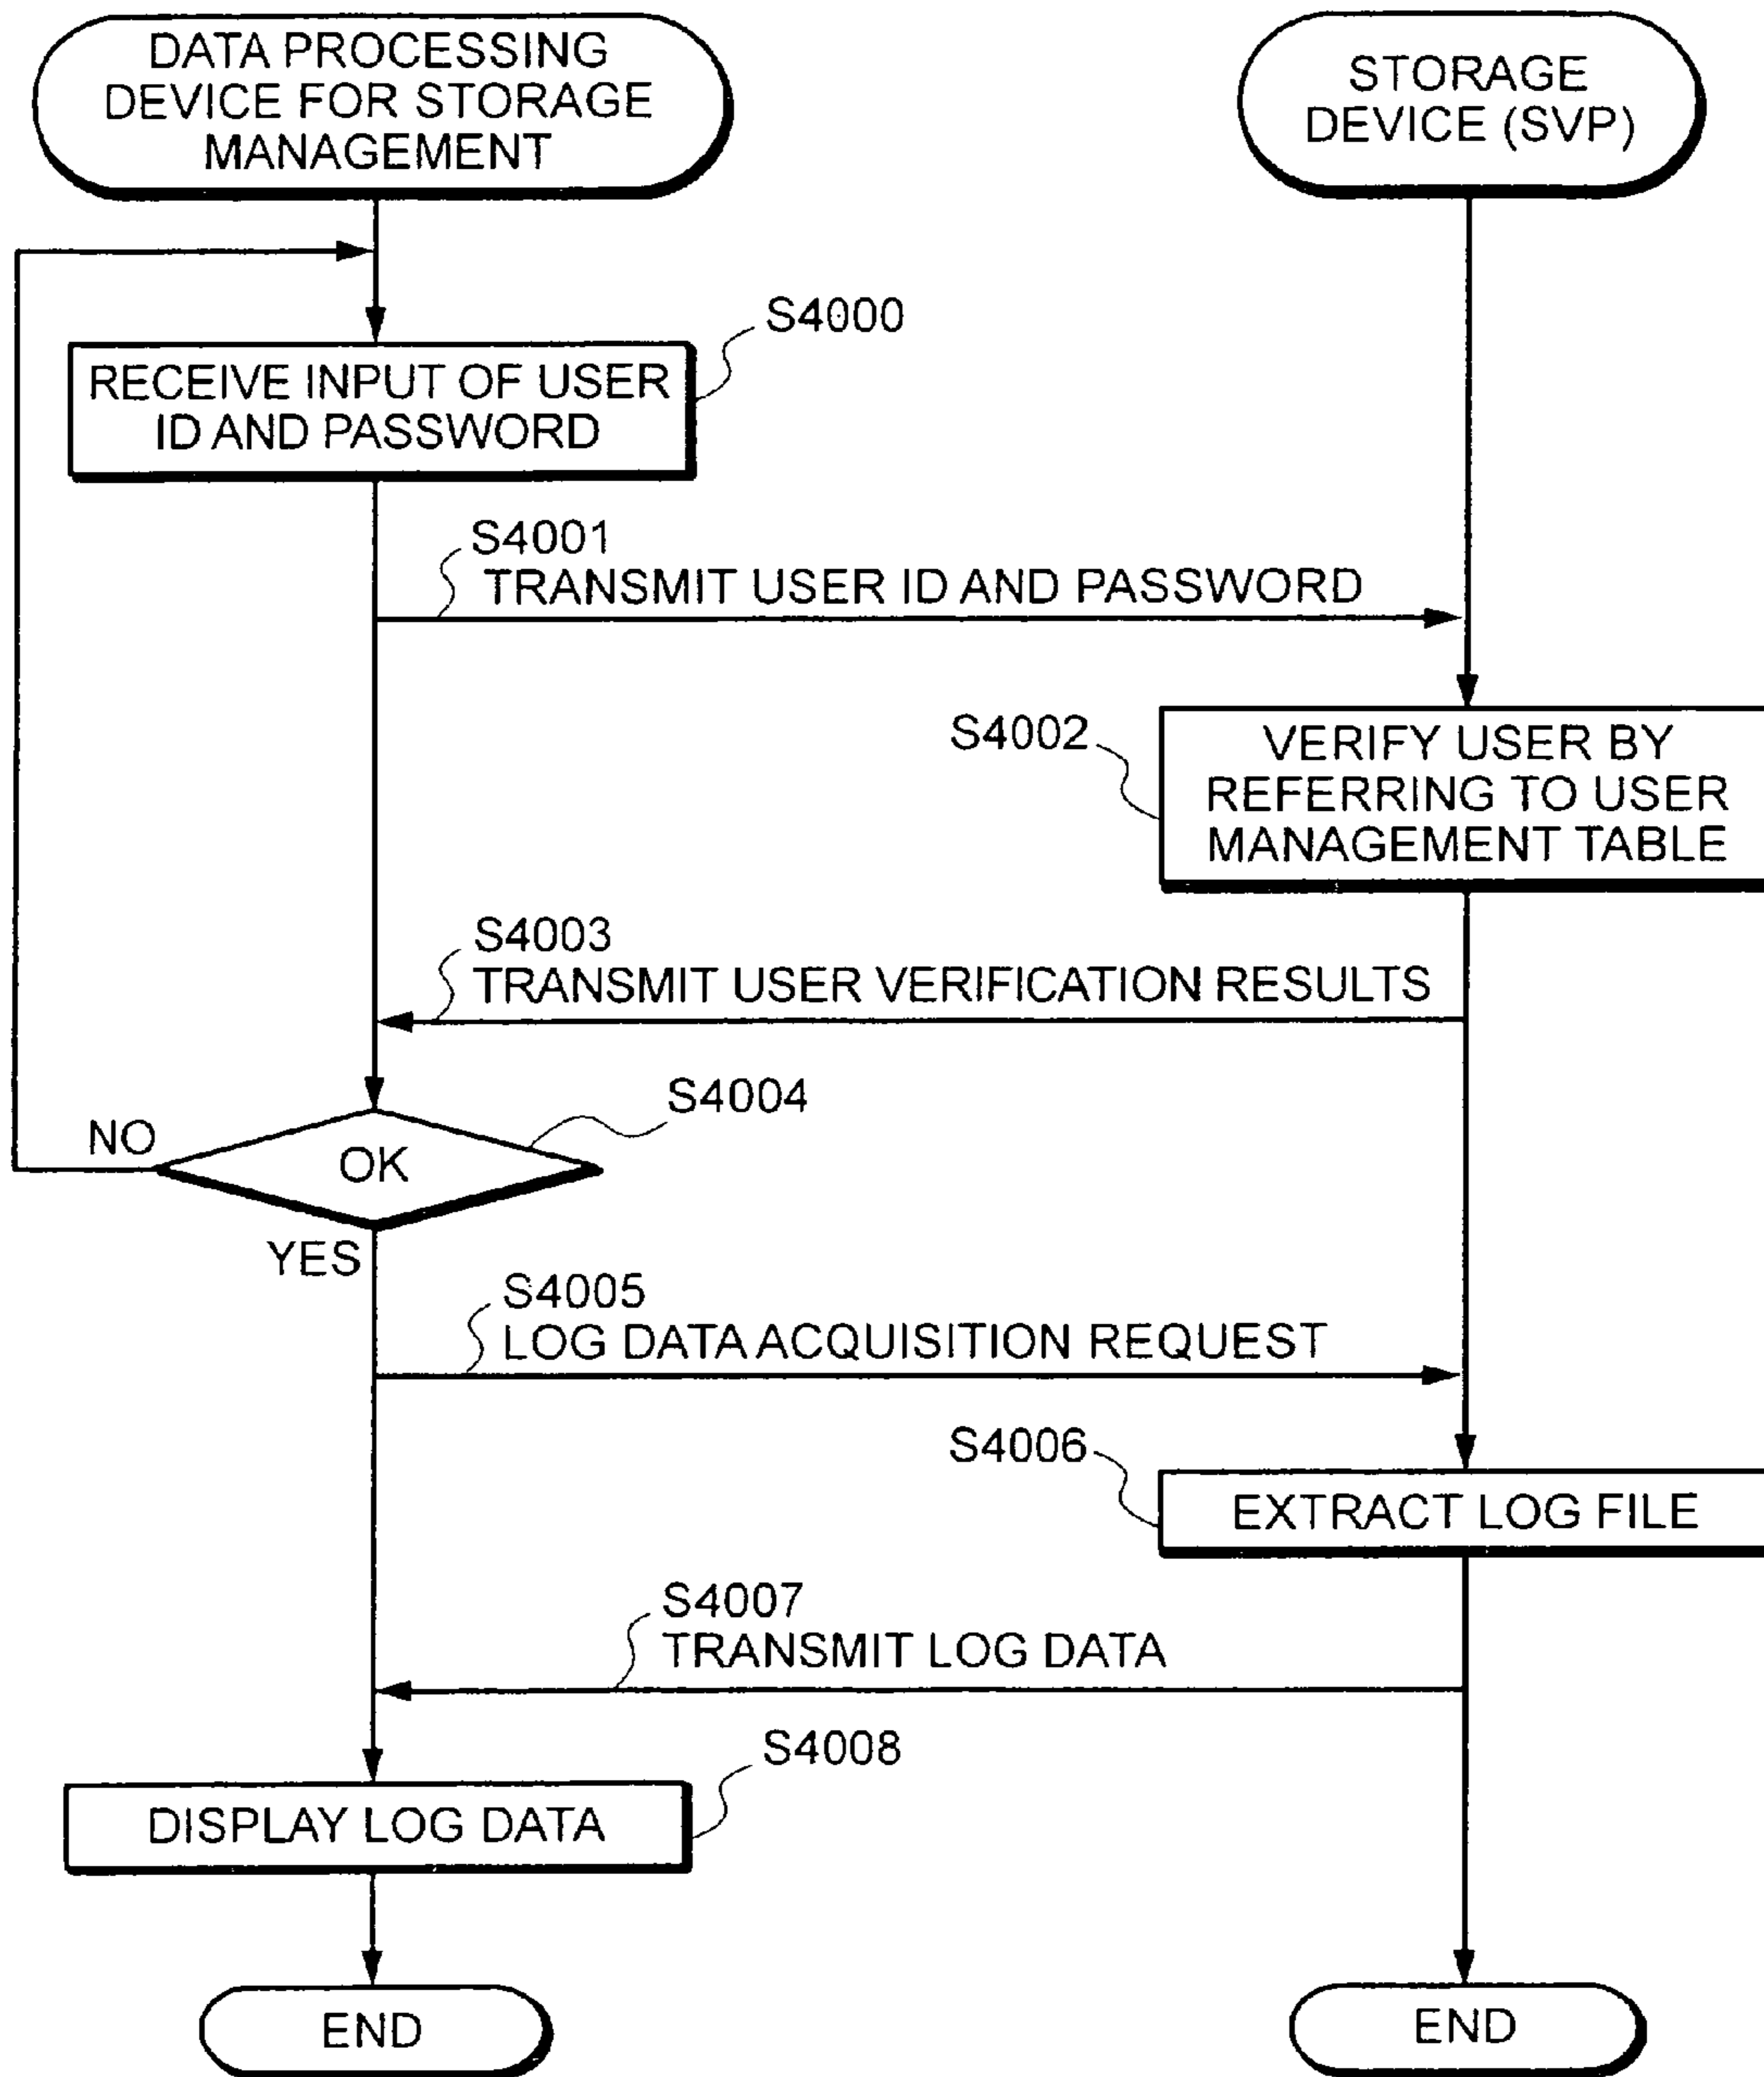 DATA PROCESSING
DEVICE FOR STORAGE
MANAGEMENT
STORAGE
DEVICE (SVP)
S4000
RECEIVE INPUT OF USER
ID AND PASSWORD
S4001
TRANSMIT USER ID AND PASSWORD
S4002
VERIFY USER BY
REFERRING TO USER
MANAGEMENT TABLE
S4003
TRANSMIT USER VERIFICATION RESULTS
S4004
NO
OK
YES
S4005
LOG DATA ACQUISITION REQUEST
S4006
EXTRACT LOG FILE
S4007
TRANSMIT LOG DATA
S4008
DISPLAY LOG DATA
END
END